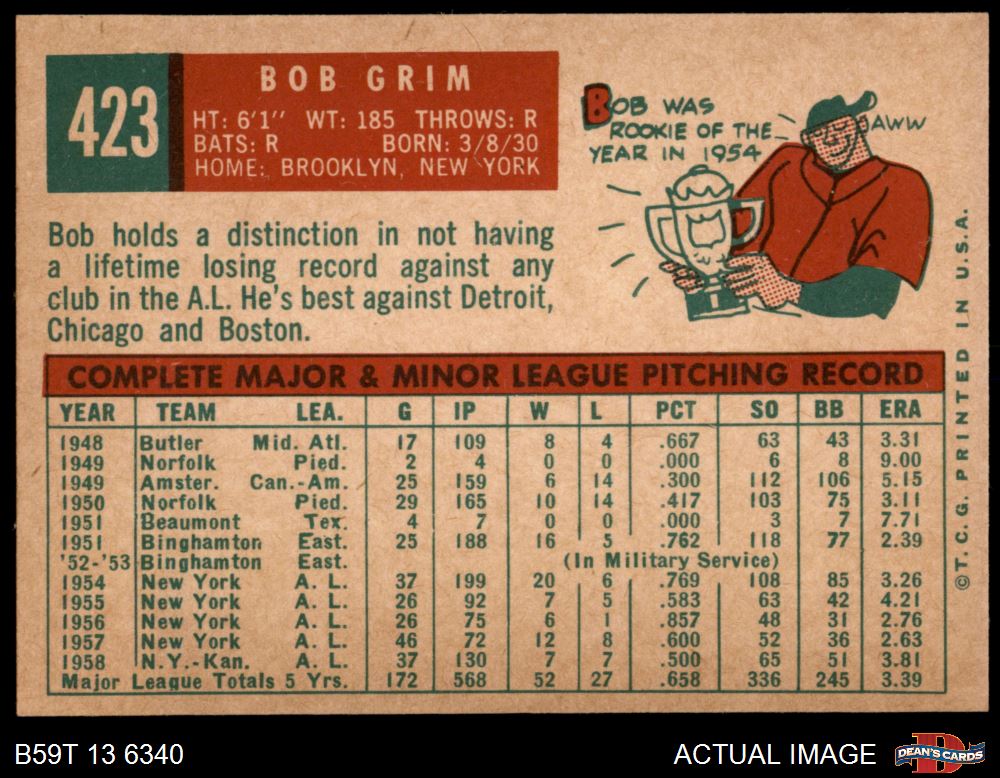 423
BOB GRIM
HT: 6'1" WT: 185 THROWS: R
BATS: R BORN: 3/8/30
HOME: BROOKLYN, NEW YORK
BOB WAS
ROOKIE OF THE
YEAR IN 1954
AWW
Bob holds a distinction in not having
a lifetime losing record against any
club in the A.L. He's best against Detroit,
Chicago and Boston.
COMPLETE MAJOR & MINOR LEAGUE PITCHING RECORD
YEAR TEAM LEA. G IP W L PCT SO BB ERA
1948 Butler Mid. Atl. 17 109 8 4 .667 63 43 3.31
1949 Norfolk Pied. 2 4 0 0 .000 6 8 9.00
1949 Amster. Can.-Am. 25 159 6 14 .300 112 106 5.15
1950 Norfolk Pied. 29 165 10 14 .417 103 75 3.11
1951 Beaumont Tex. 4 7 0 0 .000 3 7 7.71
1951 Binghamton East. 25 188 16 5 .762 118 77 2.39
'52-'53 Binghamton East. (In Military Service)
1954 New York A. L. 37 199 20 6 .769 108 85 3.26
1955 New York A. L. 26 92 7 5 .583 63 42 4.21
1956 New York A. L. 26 75 6 1 .857 48 31 2.76
1957 New York A. L. 46 72 12 8 .600 52 36 2.63
1958 N.Y.-Kan. A. L. 37 130 7 7 .500 65 51 3.81
Major League Totals 5 Yrs. 172 568 52 27 .658 336 245 3.39
©T.C.G. PRINTED IN U.S.A.
B59T 13 6340
ACTUAL IMAGE
D
DEAN'S CARDS